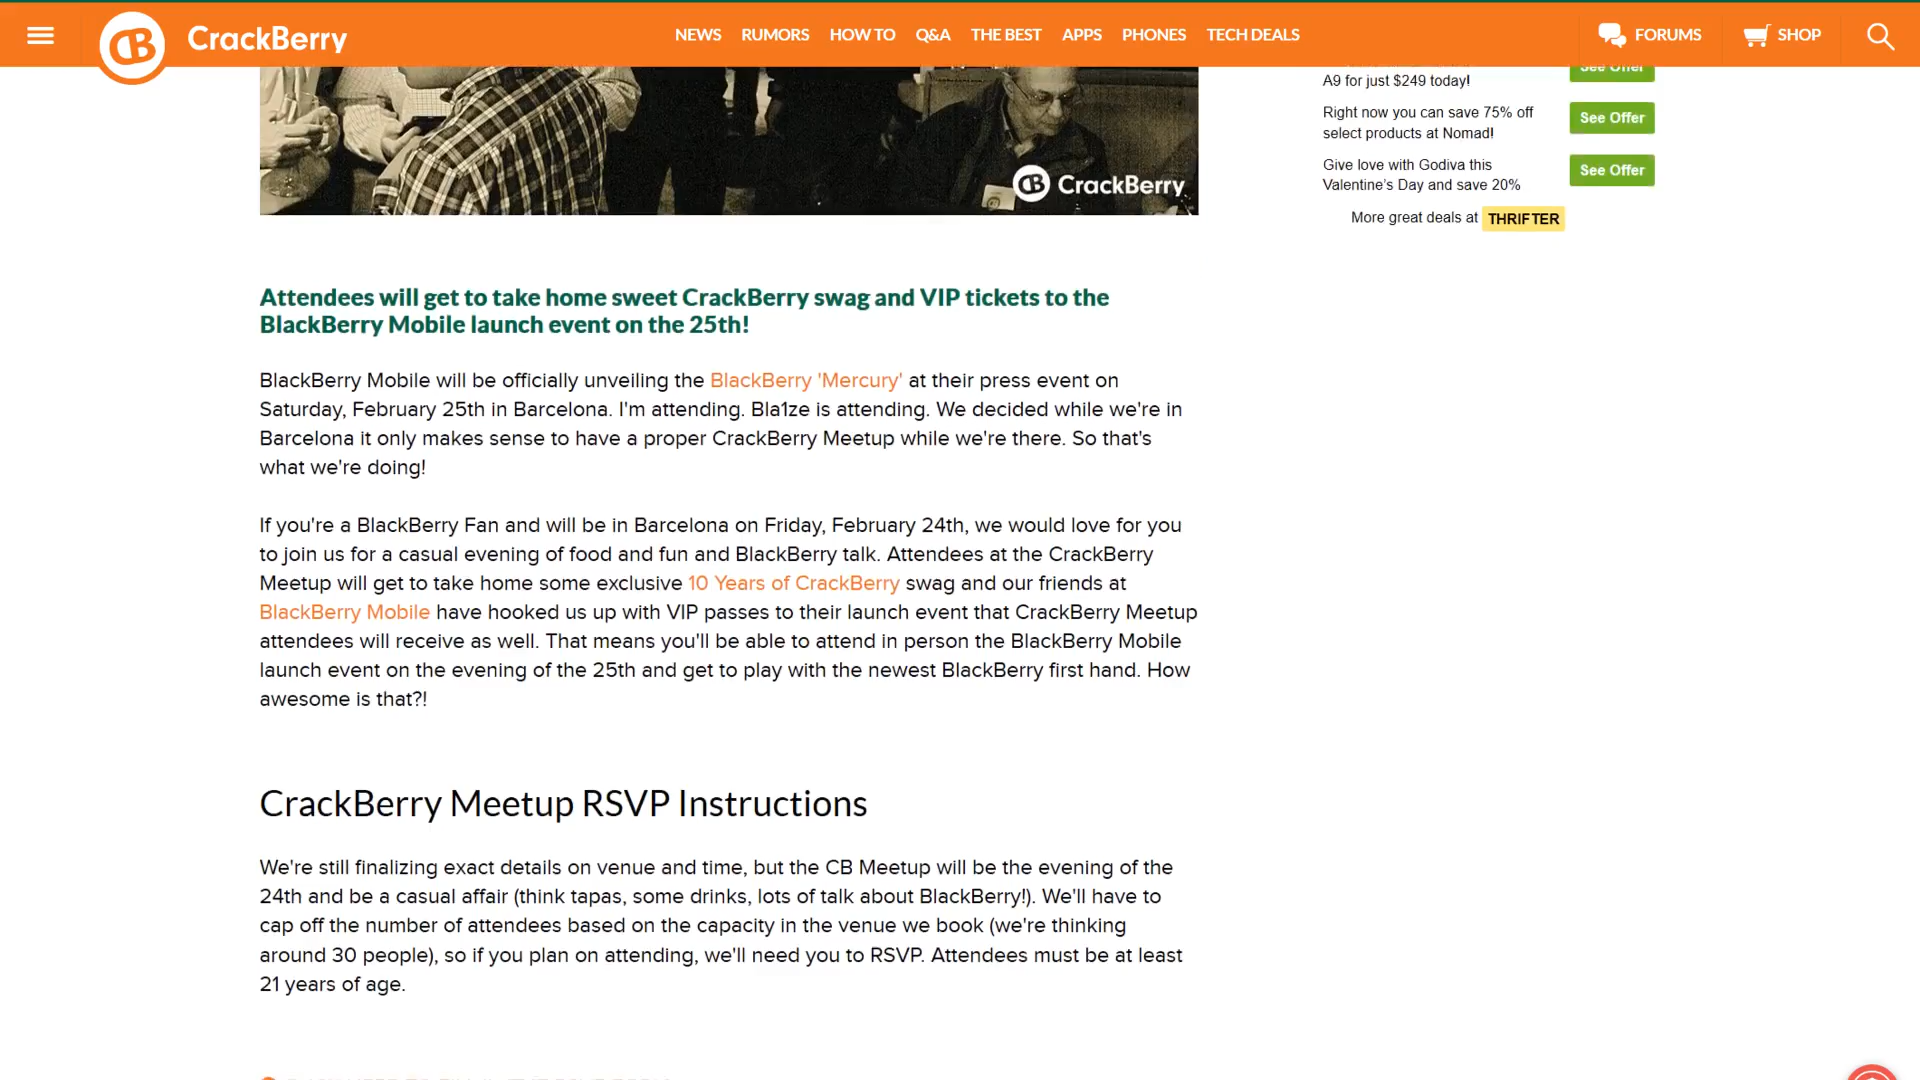 CrackBerry
NEWS RUMORS HOW TO Q&A THE BEST APPS PHONES TECH DEALS
FORUMS
SHOP
A9 for just $249 today!
See Offer
Right now you can save 75% off
select products at Nomad!
See Offer
Give love with Godiva this
Valentine's Day and save 20%
See Offer
More great deals at THRIFTER
CrackBerry
Attendees will get to take home sweet CrackBerry swag and VIP tickets to the
BlackBerry Mobile launch event on the 25th!
BlackBerry Mobile will be officially unveiling the BlackBerry 'Mercury' at their press event on
Saturday, February 25th in Barcelona. I'm attending. Bla1ze is attending. We decided while we're in
Barcelona it only makes sense to have a proper CrackBerry Meetup while we're there. So that's
what we're doing!
If you're a BlackBerry Fan and will be in Barcelona on Friday, February 24th, we would love for you
to join us for a casual evening of food and fun and BlackBerry talk. Attendees at the CrackBerry
Meetup will get to take home some exclusive 10 Years of CrackBerry swag and our friends at
BlackBerry Mobile have hooked us up with VIP passes to their launch event that CrackBerry Meetup
attendees will receive as well. That means you'll be able to attend in person the BlackBerry Mobile
launch event on the evening of the 25th and get to play with the newest BlackBerry first hand. How
awesome is that?!
CrackBerry Meetup RSVP Instructions
We're still finalizing exact details on venue and time, but the CB Meetup will be the evening of the
24th and be a casual affair (think tapas, some drinks, lots of talk about BlackBerry!). We'll have to
cap off the number of attendees based on the capacity in the venue we book (we're thinking
around 30 people), so if you plan on attending, we'll need you to RSVP. Attendees must be at least
21 years of age.